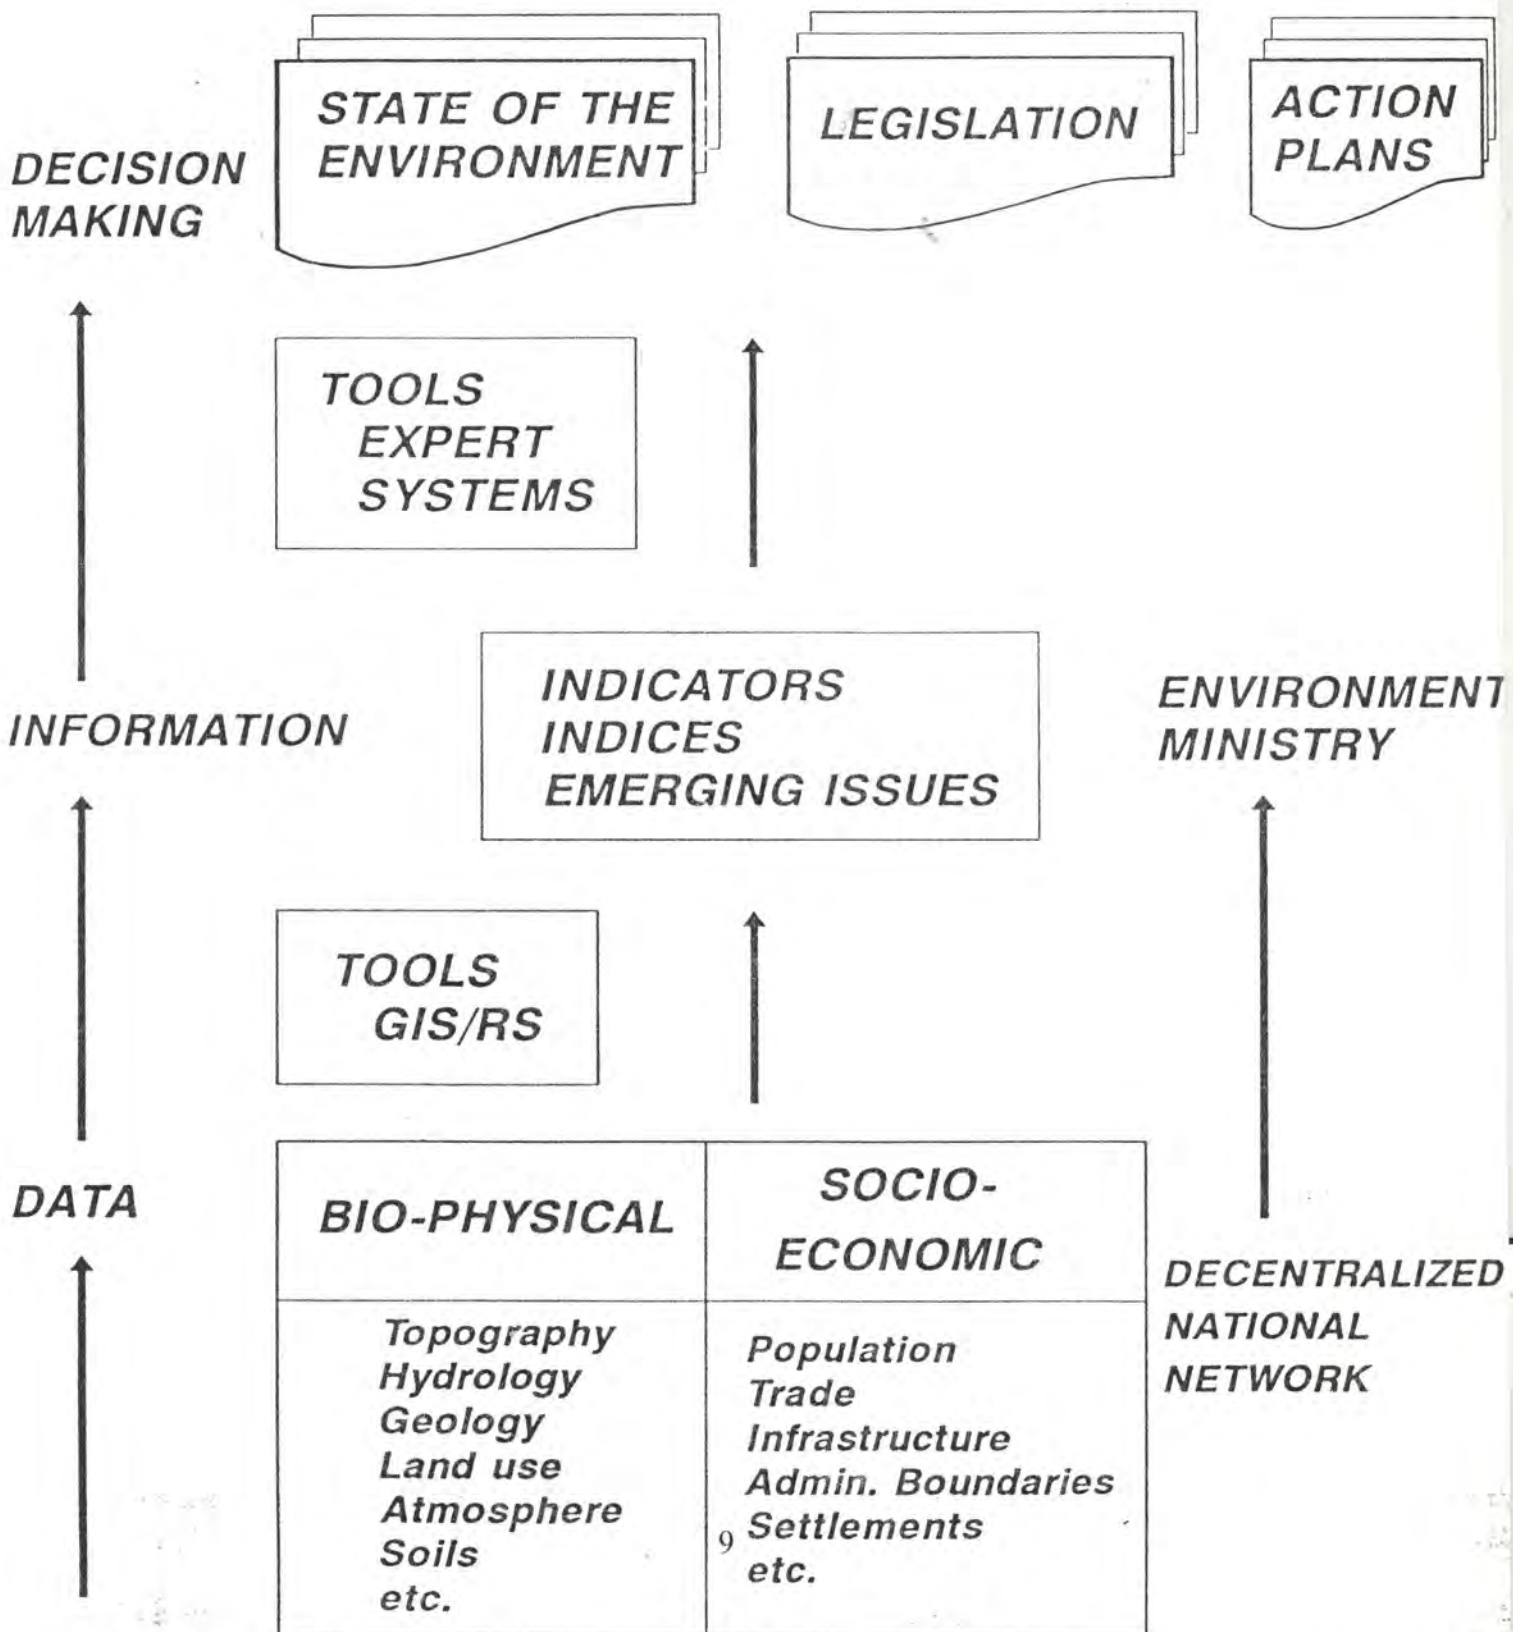 STATE OF THE
ENVIRONMENT
LEGISLATION
ACTION
PLANS
DECISION
MAKING
TOOLS
EXPERT
SYSTEMS
INDICATORS
INDICES
EMERGING ISSUES
ENVIRONMENT
MINISTRY
INFORMATION
TOOLS
GIS/RS
DATA
BIO-PHYSICAL
SOCIO-
ECONOMIC
Topography
Hydrology
Geology
Land use
Atmosphere
Soils
etc.
Population
Trade
Infrastructure
Admin. Boundaries
Settlements
etc.
DECENTRALIZED
NATIONAL
NETWORK
9